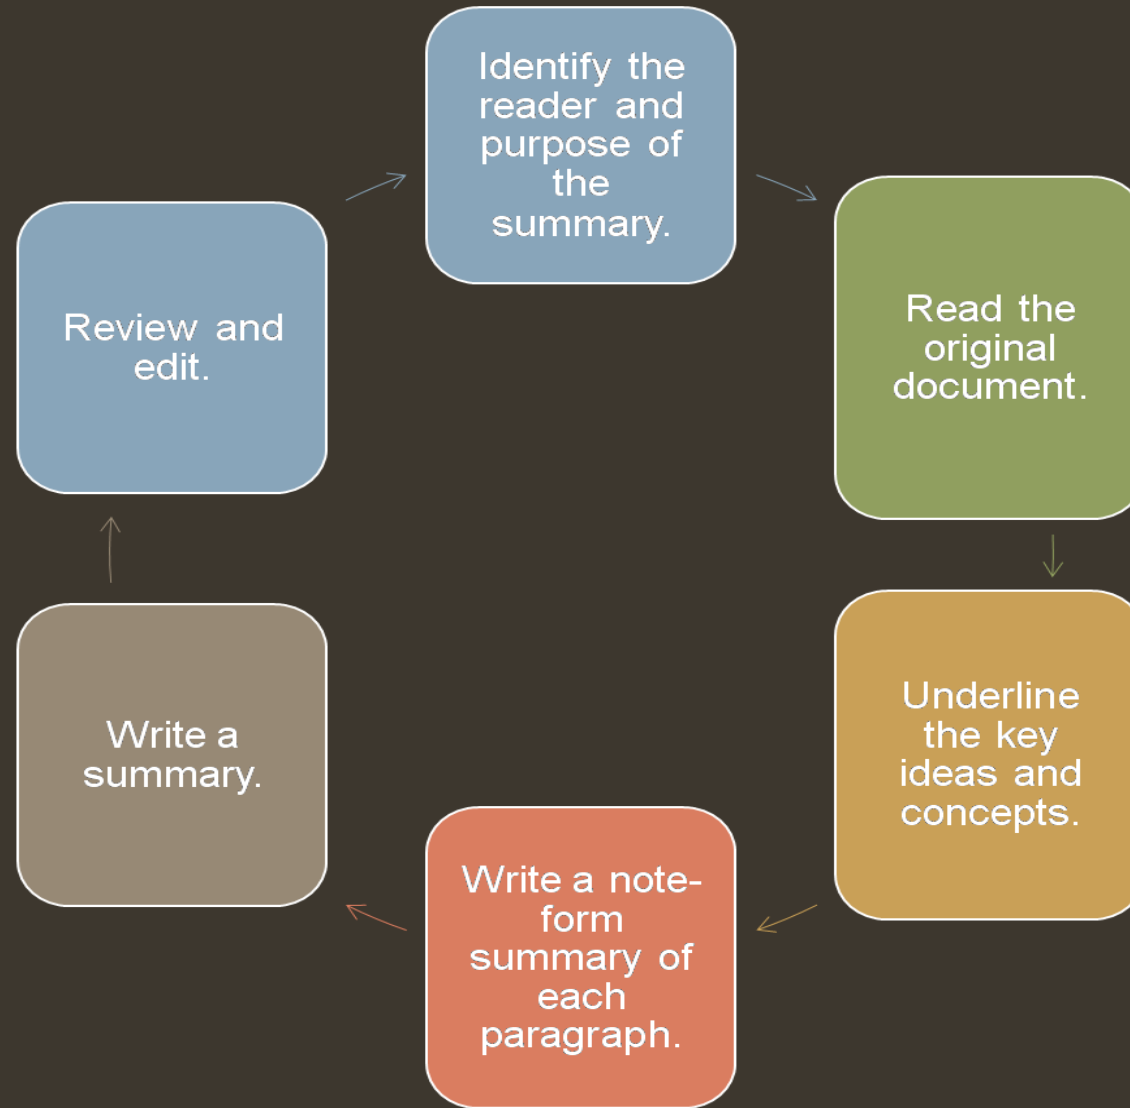 Identify the
reader and
purpose of
the
summary.
Read the
original
document.
Underline
the key
ideas and
concepts.
Write a note-
form
summary of
each
paragraph.
Write a
summary.
Review and
edit.